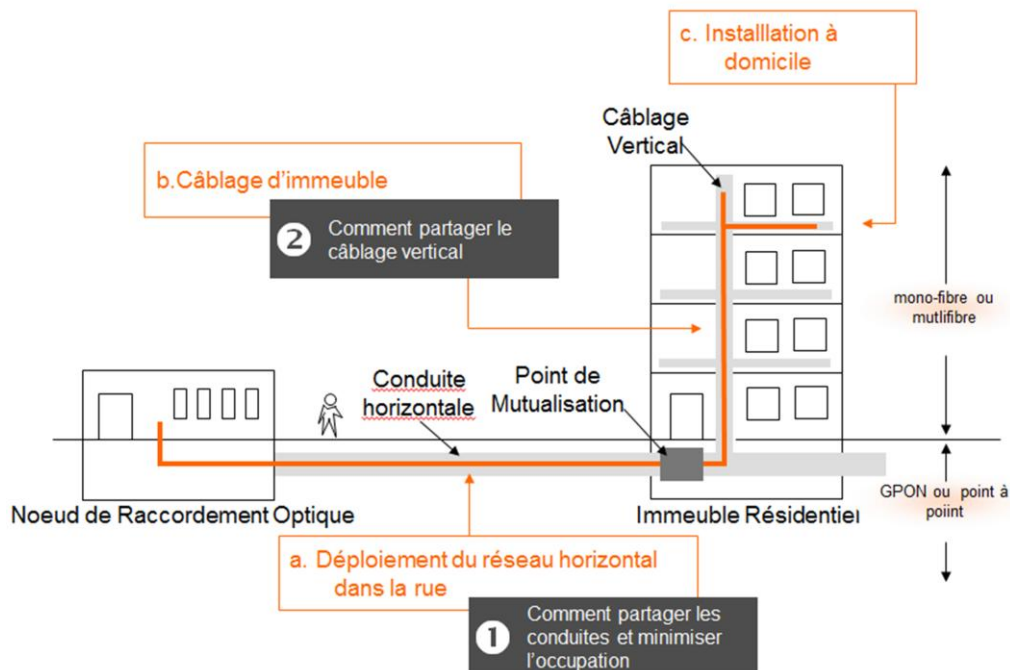 c. Installlation à
domicile
Câblage
Vertical
b.Câblage d'immeuble
2 Comment partager le
câblage vertical
mono-fibre ou
mutlifibre
Conduite
horizontale
Point de
Mutualisation
GPON ou point à
poiint
Noeud de Raccordement Optique
Immeuble Résidentiel
a. Déploiement du réseau horizontal
dans la rue
1 Comment partager les
conduites et minimiser
l'occupation